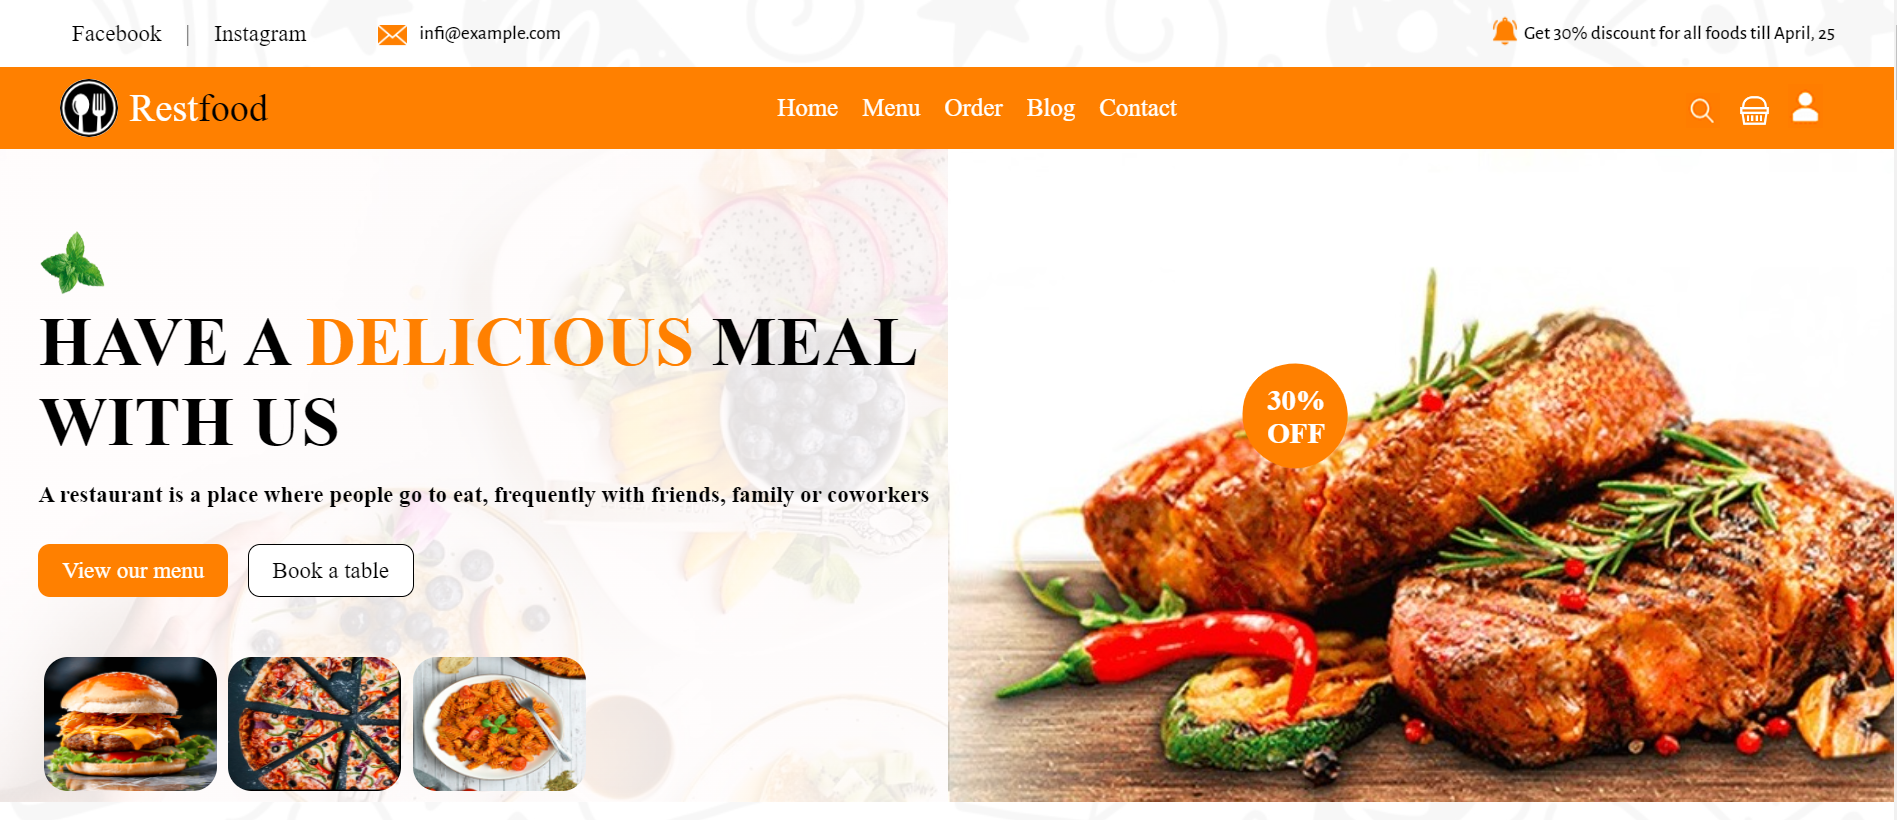 Facebook | Instagram infi@example.com Get 30% discount for all foods till April, 25
Restfood Home Menu Order Blog Contact
HAVE A DELICIOUS MEAL
WITH US
30%
OFF
A restaurant is a place where people go to eat, frequently with friends, family or coworkers
View our menu Book a table